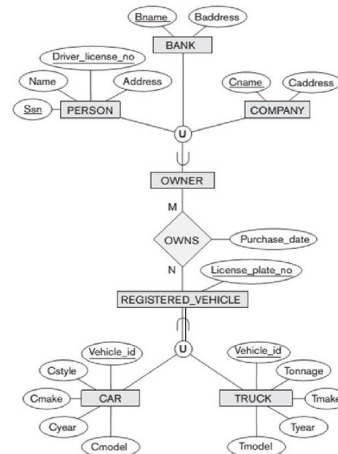 Bname
Baddress
BANK
Driver_license_no
Name
Address
Ssn
PERSON
Cname
Caddress
COMPANY
U
OWNER
M
OWNS
Purchase_date
N
License_plate_no
REGISTERED_VEHICLE
U
Vehicle_id
Cstyle
Cmake
CAR
Cyear
Cmodel
Vehicle_id
Tonnage
Tmake
TRUCK
Tyear
Tmodel